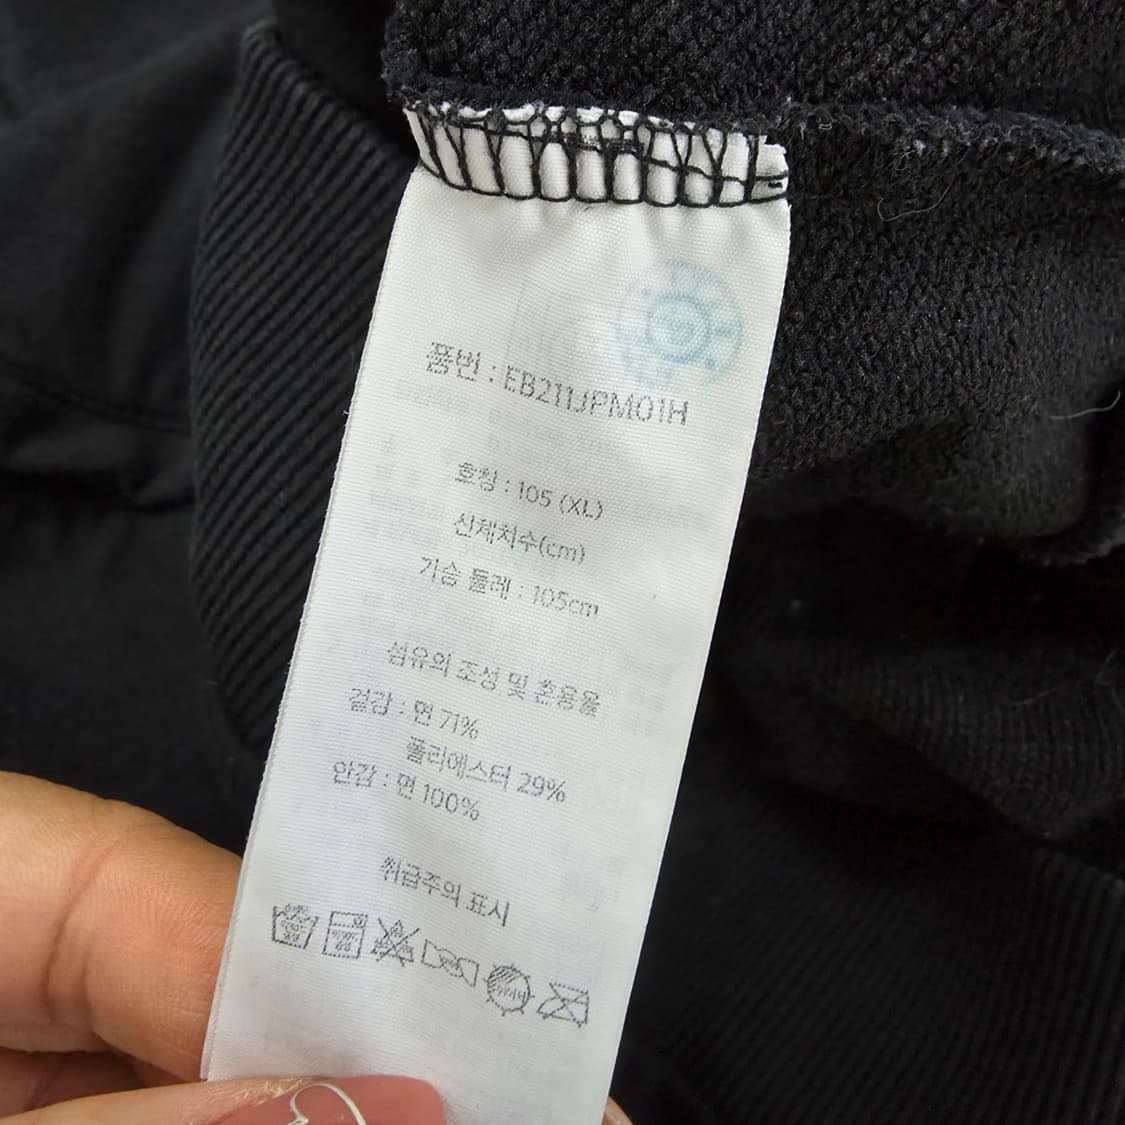 품번 : EB211JPM01H
호칭 : 105 (XL)
신체치수(cm)
가슴 둘레 : 105cm
섬유의 조성 및 혼용율
겉감 : 면 71%
폴리에스터 29%
안감 : 면 100%
취급주의 표시